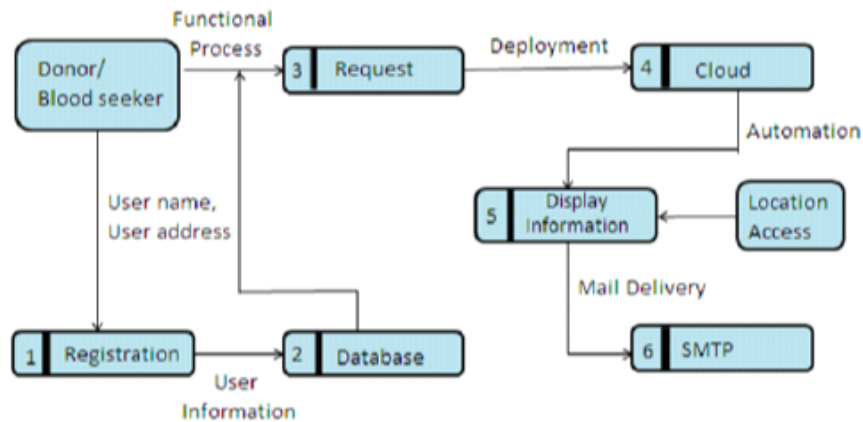 Functional
Process
Donor/
Blood seeker
3
Request
Deployment
4
Cloud
Automation
User name,
User address
5
Display
Information
Location
Access
Mail Delivery
1
Registration
2
Database
6
SMTP
User
Information